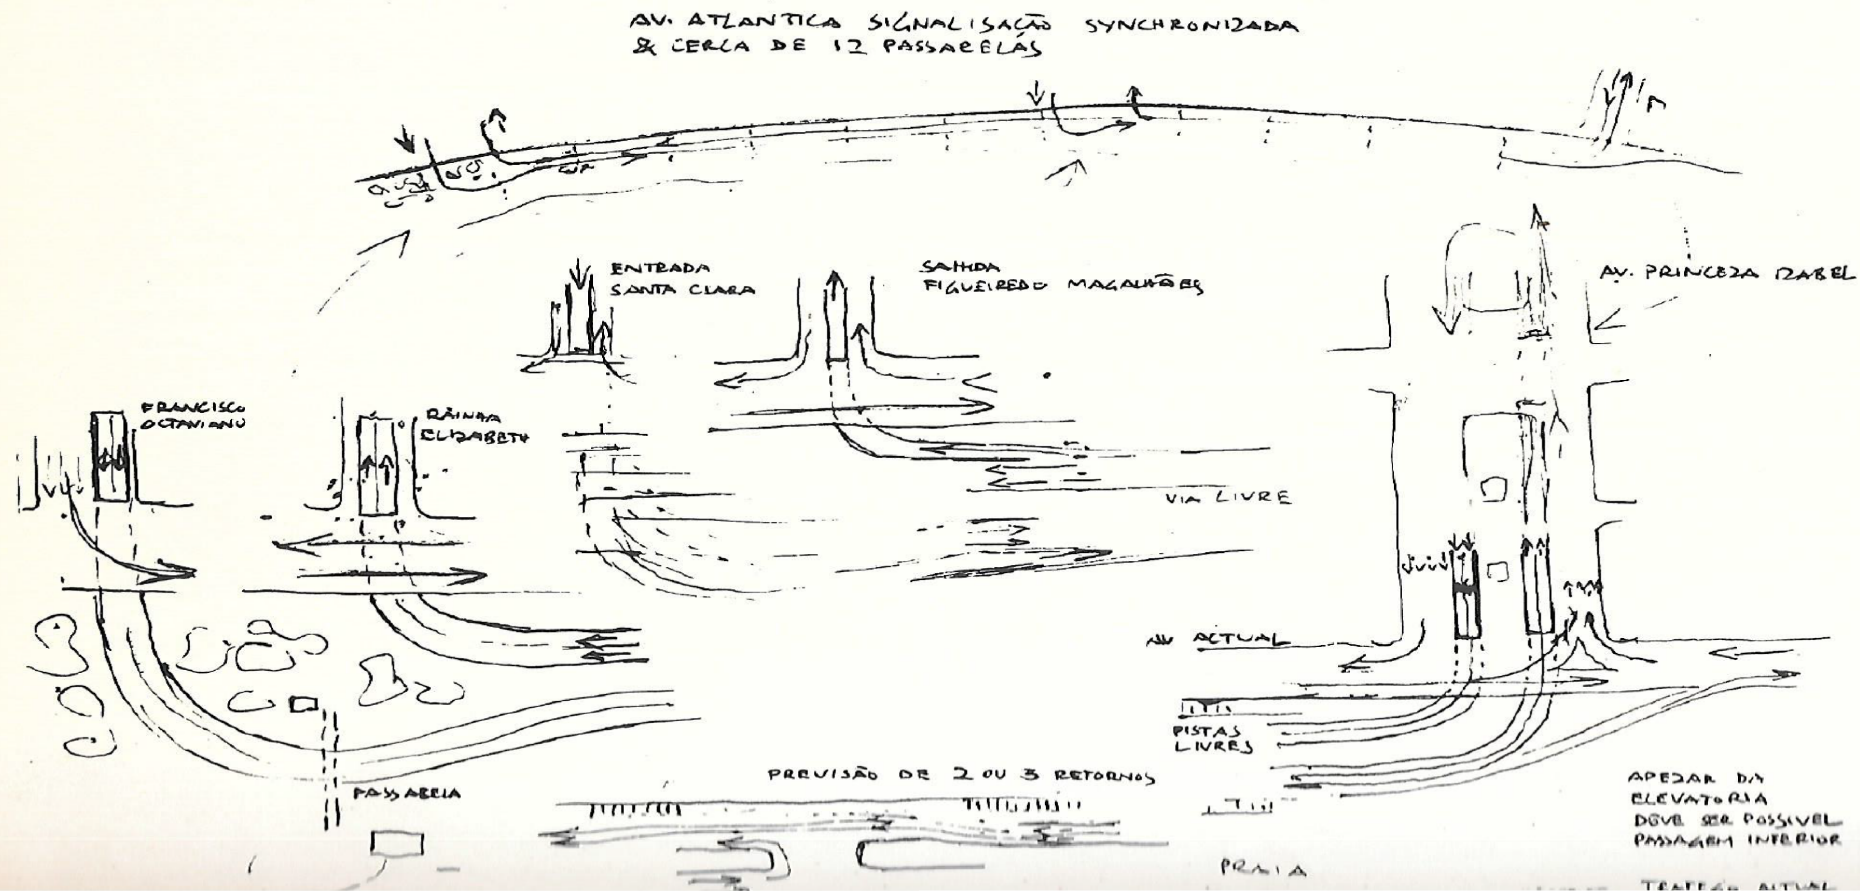 AV. ATLANTICA SIGNALISAÇÃO SYNCHRONIZADA
& CERCA DE 12 PASSARELAS
ENTRADA
SANTA CLARA
SAHIDA
FIGUEIREDO MAGALHÃES
AV. PRINCEZA IZABEL
FRANCISCO
OCTAVIANO
RAINHA
ELIZABETH
VIA LIVRE
AV ACTUAL
PISTAS
LIVRES
PREVISÃO DE 2 OU 3 RETORNOS
PASSARELA
APEZAR DA
ELEVATORIA
DEVE SER POSSIVEL
PASSAGEM INFERIOR
PRAIA
TRAFEGO ACTUAL